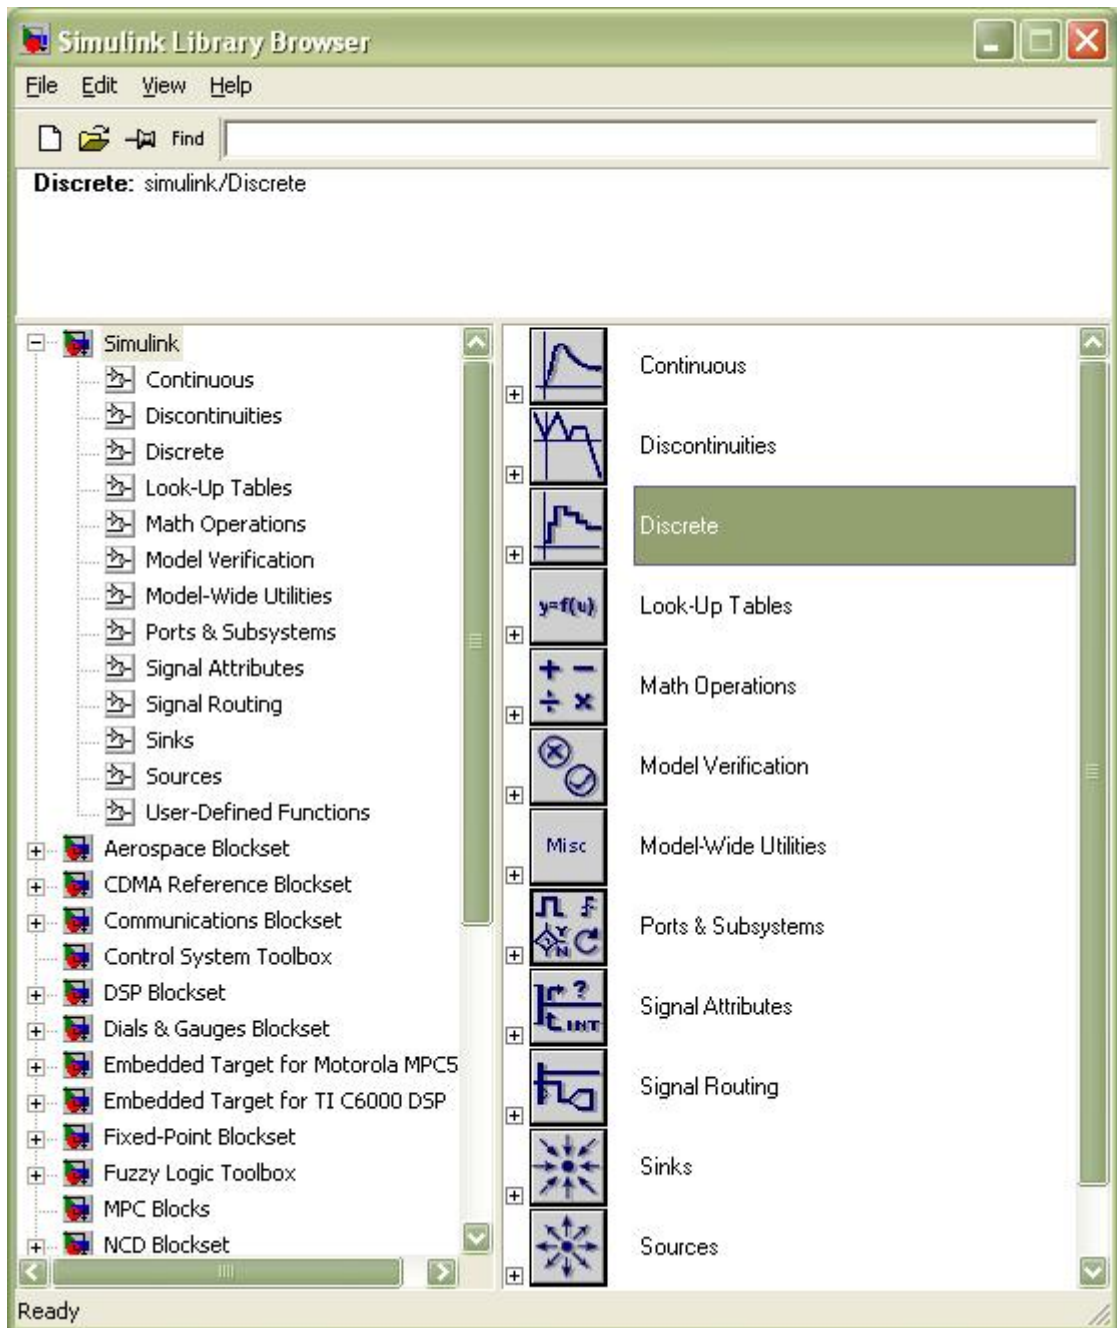 Simulink Library Browser
File Edit View Help
Find
Discrete: simulink/Discrete
Simulink
Continuous
Discontinuities
Discrete
Look-Up Tables
Math Operations
Model Verification
Model-Wide Utilities
Ports & Subsystems
Signal Attributes
Signal Routing
Sinks
Sources
User-Defined Functions
Aerospace Blockset
CDMA Reference Blockset
Communications Blockset
Control System Toolbox
DSP Blockset
Dials & Gauges Blockset
Embedded Target for Motorola MPC5
Embedded Target for TI C6000 DSP
Fixed-Point Blockset
Fuzzy Logic Toolbox
MPC Blocks
NCD Blockset
Continuous
Discontinuities
Discrete
y=f(u) Look-Up Tables
+ − ÷ × Math Operations
Model Verification
Misc Model-Wide Utilities
Y N Ports & Subsystems
? INT Signal Attributes
Signal Routing
Sinks
Sources
Ready